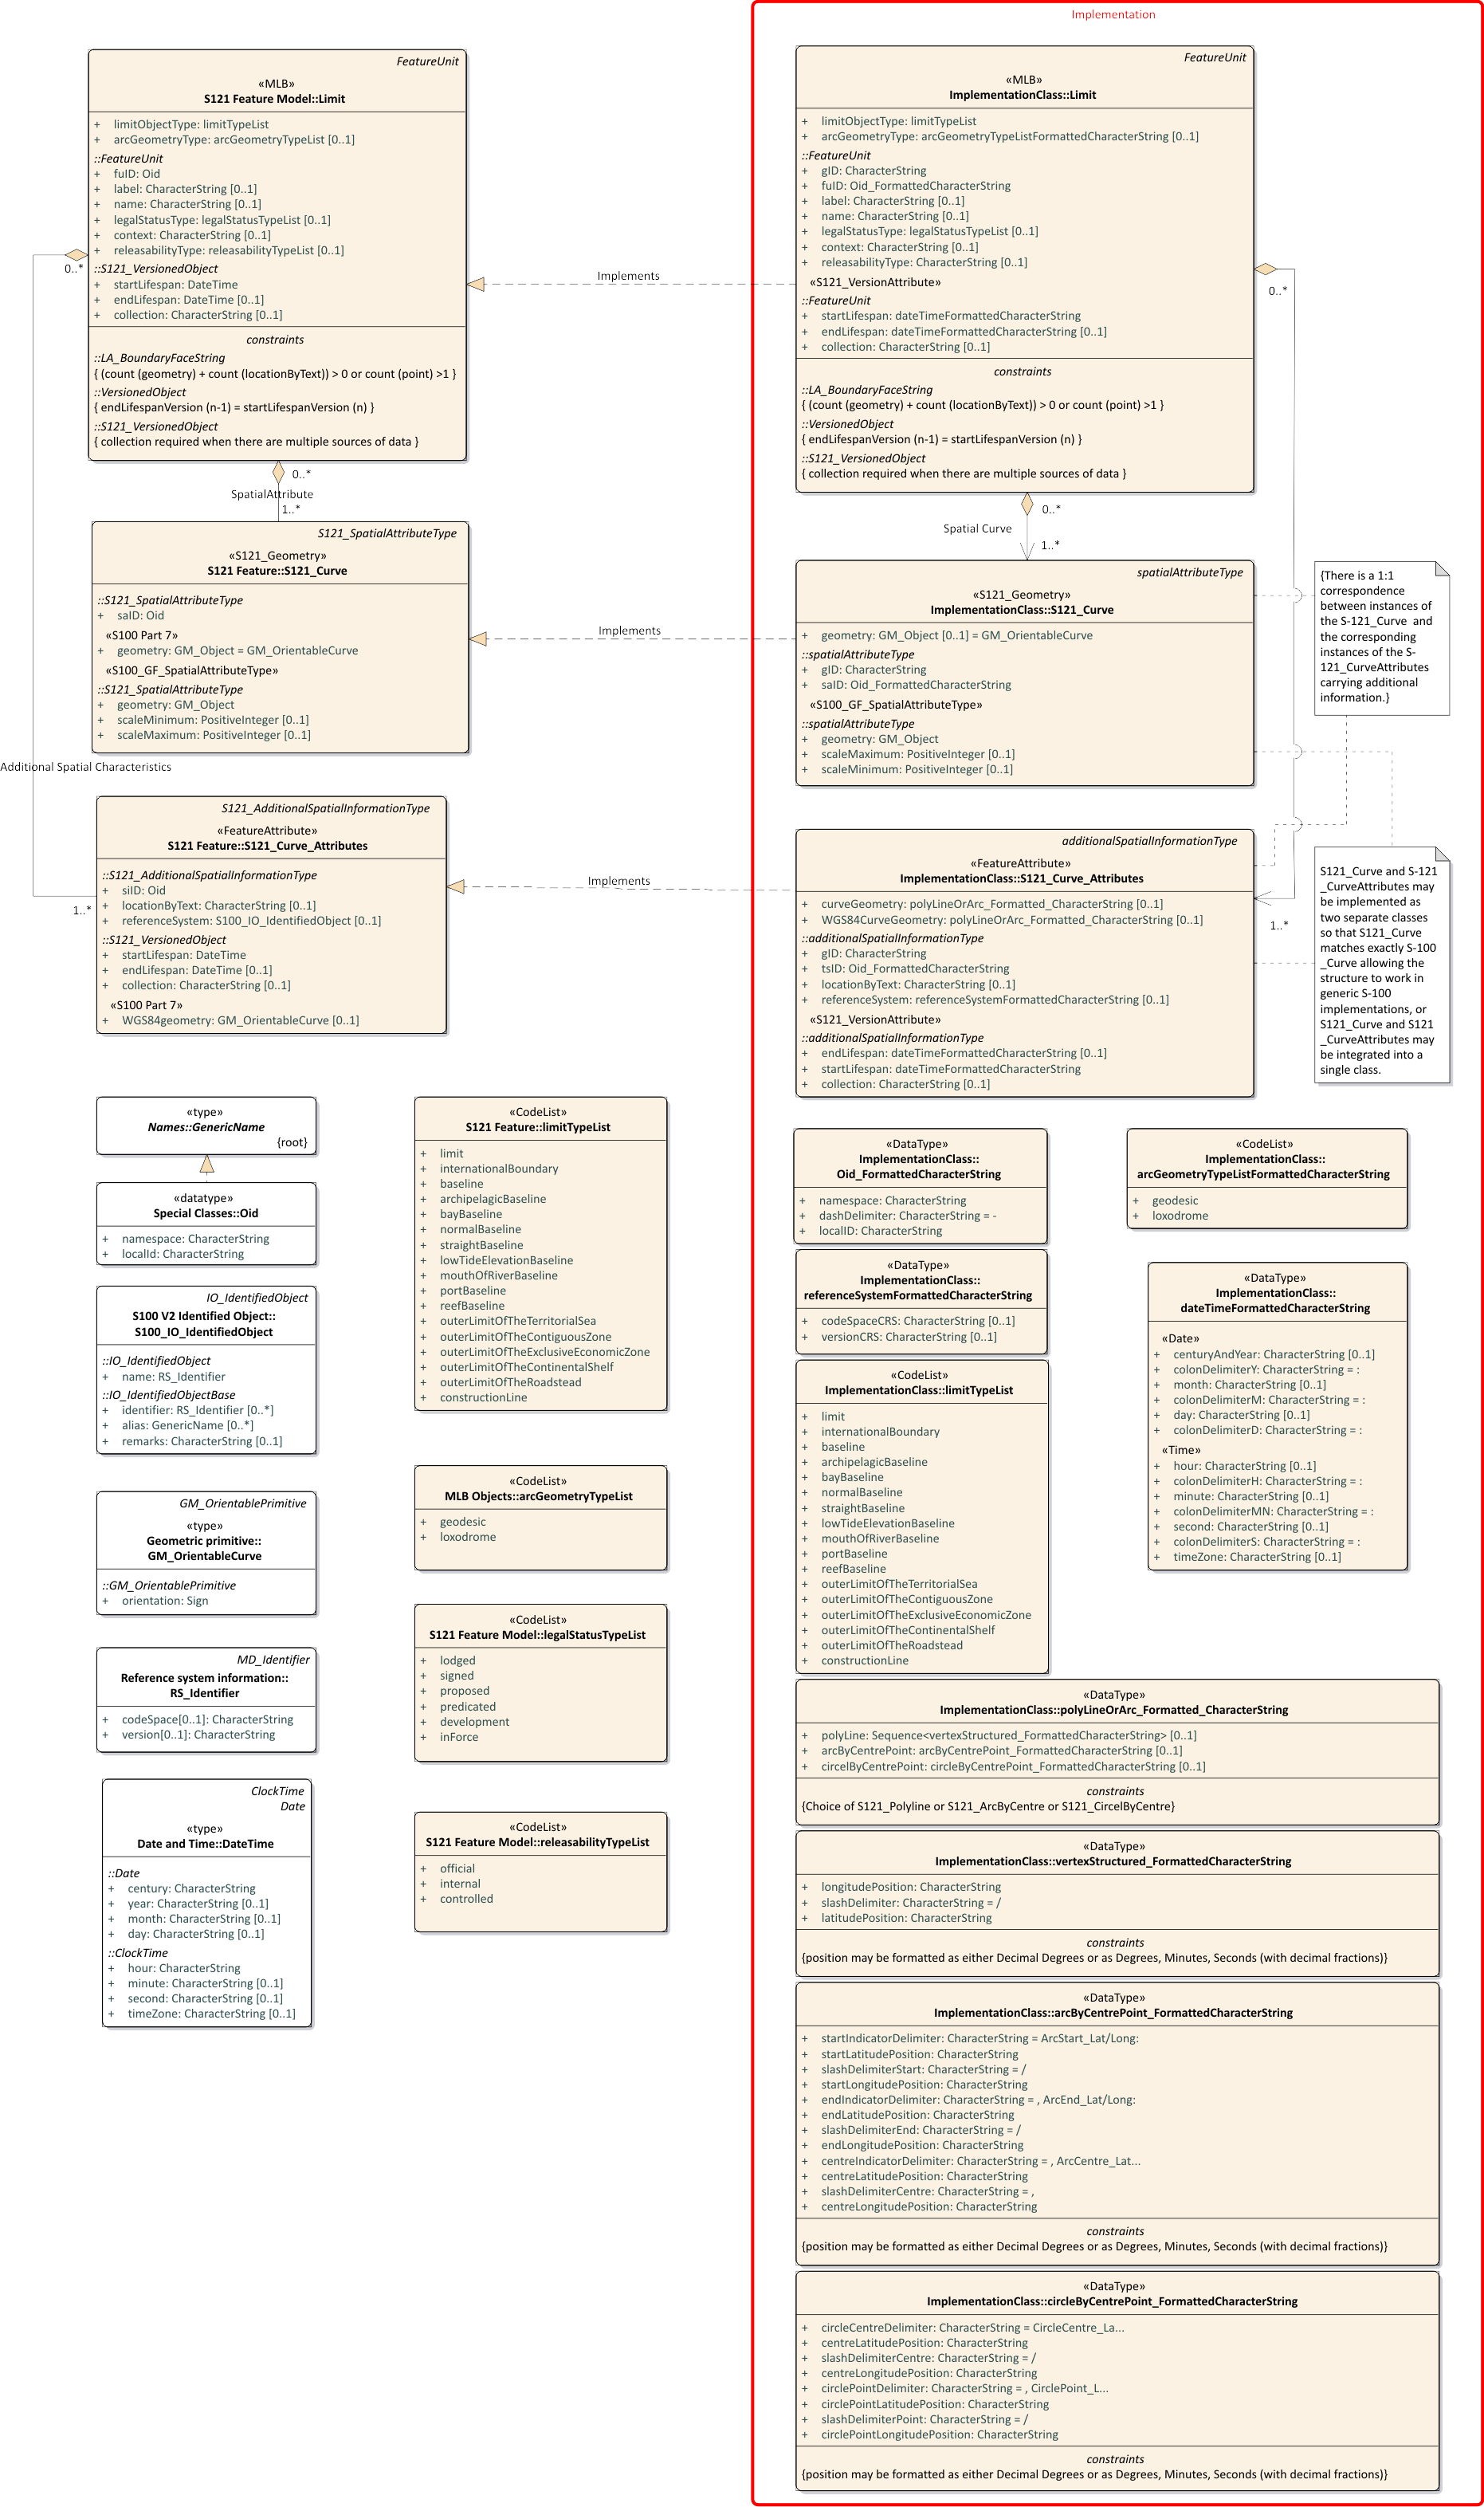 Implementation
FeatureUnit
«MLB»
S121 Feature Model::Limit
+ limitObjectType: limitTypeList
+ arcGeometryType: arcGeometryTypeList [0..1]
::FeatureUnit
+ fuID: Oid
+ label: CharacterString [0..1]
+ name: CharacterString [0..1]
+ legalStatusType: legalStatusTypeList [0..1]
+ context: CharacterString [0..1]
+ releasabilityType: releasabilityTypeList [0..1]
::S121_VersionedObject
+ startLifespan: DateTime
+ endLifespan: DateTime [0..1]
+ collection: CharacterString [0..1]
constraints
::LA_BoundaryFaceString
{ (count (geometry) + count (locationByText)) > 0 or count (point) >1 }
::VersionedObject
{ endLifespanVersion (n-1) = startLifespanVersion (n) }
::S121_VersionedObject
{ collection required when there are multiple sources of data }
0..*
0..*
SpatialAttribute
1..*
S121_SpatialAttributeType
«S121_Geometry»
S121 Feature::S121_Curve
::S121_SpatialAttributeType
+ saID: Oid
«S100 Part 7»
+ geometry: GM_Object = GM_OrientableCurve
«S100_GF_SpatialAttributeType»
::S121_SpatialAttributeType
+ geometry: GM_Object
+ scaleMinimum: PositiveInteger [0..1]
+ scaleMaximum: PositiveInteger [0..1]
Additional Spatial Characteristics
S121_AdditionalSpatialInformationType
«FeatureAttribute»
S121 Feature::S121_Curve_Attributes
::S121_AdditionalSpatialInformationType
+ siID: Oid
+ locationByText: CharacterString [0..1]
+ referenceSystem: S100_IO_IdentifiedObject [0..1]
::S121_VersionedObject
+ startLifespan: DateTime
+ endLifespan: DateTime [0..1]
+ collection: CharacterString [0..1]
«S100 Part 7»
+ WGS84geometry: GM_OrientableCurve [0..1]
1..*
Implements
Implements
Implements
FeatureUnit
«MLB»
ImplementationClass::Limit
+ limitObjectType: limitTypeList
+ arcGeometryType: arcGeometryTypeListFormattedCharacterString [0..1]
::FeatureUnit
+ gID: CharacterString
+ fuID: Oid_FormattedCharacterString
+ label: CharacterString [0..1]
+ name: CharacterString [0..1]
+ legalStatusType: legalStatusTypeList [0..1]
+ context: CharacterString [0..1]
+ releasabilityType: CharacterString [0..1]
«S121_VersionAttribute»
::FeatureUnit
+ startLifespan: dateTimeFormattedCharacterString
+ endLifespan: dateTimeFormattedCharacterString [0..1]
+ collection: CharacterString [0..1]
constraints
::LA_BoundaryFaceString
{ (count (geometry) + count (locationByText)) > 0 or count (point) >1 }
::VersionedObject
{ endLifespanVersion (n-1) = startLifespanVersion (n) }
::S121_VersionedObject
{ collection required when there are multiple sources of data }
0..*
0..*
Spatial Curve
1..*
spatialAttributeType
«S121_Geometry»
ImplementationClass::S121_Curve
+ geometry: GM_Object [0..1] = GM_OrientableCurve
::spatialAttributeType
+ gID: CharacterString
+ saID: Oid_FormattedCharacterString
«S100_GF_SpatialAttributeType»
::spatialAttributeType
+ geometry: GM_Object
+ scaleMaximum: PositiveInteger [0..1]
+ scaleMinimum: PositiveInteger [0..1]
{There is a 1:1
correspondence
between instances of
the S-121_Curve and
the corresponding
instances of the S-
121_CurveAttributes
carrying additional
information.}
additionalSpatialInformationType
«FeatureAttribute»
ImplementationClass::S121_Curve_Attributes
+ curveGeometry: polyLineOrArc_Formatted_CharacterString [0..1]
+ WGS84CurveGeometry: polyLineOrArc_Formatted_CharacterString [0..1]
::additionalSpatialInformationType
+ gID: CharacterString
+ tsID: Oid_FormattedCharacterString
+ locationByText: CharacterString [0..1]
+ referenceSystem: referenceSystemFormattedCharacterString [0..1]
«S121_VersionAttribute»
::additionalSpatialInformationType
+ endLifespan: dateTimeFormattedCharacterString [0..1]
+ startLifespan: dateTimeFormattedCharacterString
+ collection: CharacterString [0..1]
1..*
S121_Curve and S-121
_CurveAttributes may
be implemented as
two separate classes
so that S121_Curve
matches exactly S-100
_Curve allowing the
structure to work in
generic S-100
implementations, or
S121_Curve and S121
_CurveAttributes may
be integrated into a
single class.
«type»
Names::GenericName
{root}
«datatype»
Special Classes::Oid
+ namespace: CharacterString
+ localId: CharacterString
IO_IdentifiedObject
S100 V2 Identified Object::
S100_IO_IdentifiedObject
::IO_IdentifiedObject
+ name: RS_Identifier
::IO_IdentifiedObjectBase
+ identifier: RS_Identifier [0..*]
+ alias: GenericName [0..*]
+ remarks: CharacterString [0..1]
GM_OrientablePrimitive
«type»
Geometric primitive::
GM_OrientableCurve
::GM_OrientablePrimitive
+ orientation: Sign
MD_Identifier
Reference system information::
RS_Identifier
+ codeSpace[0..1]: CharacterString
+ version[0..1]: CharacterString
ClockTime
Date
«type»
Date and Time::DateTime
::Date
+ century: CharacterString
+ year: CharacterString [0..1]
+ month: CharacterString [0..1]
+ day: CharacterString [0..1]
::ClockTime
+ hour: CharacterString
+ minute: CharacterString [0..1]
+ second: CharacterString [0..1]
+ timeZone: CharacterString [0..1]
«CodeList»
S121 Feature::limitTypeList
+ limit
+ internationalBoundary
+ baseline
+ archipelagicBaseline
+ bayBaseline
+ normalBaseline
+ straightBaseline
+ lowTideElevationBaseline
+ mouthOfRiverBaseline
+ portBaseline
+ reefBaseline
+ outerLimitOfTheTerritorialSea
+ outerLimitOfTheContiguousZone
+ outerLimitOfTheExclusiveEconomicZone
+ outerLimitOfTheContinentalShelf
+ outerLimitOfTheRoadstead
+ constructionLine
«CodeList»
MLB Objects::arcGeometryTypeList
+ geodesic
+ loxodrome
«CodeList»
S121 Feature Model::legalStatusTypeList
+ lodged
+ signed
+ proposed
+ predicated
+ development
+ inForce
«CodeList»
S121 Feature Model::releasabilityTypeList
+ official
+ internal
+ controlled
«DataType»
ImplementationClass::
Oid_FormattedCharacterString
+ namespace: CharacterString
+ dashDelimiter: CharacterString = -
+ localID: CharacterString
«CodeList»
ImplementationClass::
arcGeometryTypeListFormattedCharacterString
+ geodesic
+ loxodrome
«DataType»
ImplementationClass::
referenceSystemFormattedCharacterString
+ codeSpaceCRS: CharacterString [0..1]
+ versionCRS: CharacterString [0..1]
«DataType»
ImplementationClass::
dateTimeFormattedCharacterString
«Date»
+ centuryAndYear: CharacterString [0..1]
+ colonDelimiterY: CharacterString = :
+ month: CharacterString [0..1]
+ colonDelimiterM: CharacterString = :
+ day: CharacterString [0..1]
+ colonDelimiterD: CharacterString = :
«Time»
+ hour: CharacterString [0..1]
+ colonDelimiterH: CharacterString = :
+ minute: CharacterString [0..1]
+ colonDelimiterMN: CharacterString = :
+ second: CharacterString [0..1]
+ colonDelimiterS: CharacterString = :
+ timeZone: CharacterString [0..1]
«CodeList»
ImplementationClass::limitTypeList
+ limit
+ internationalBoundary
+ baseline
+ archipelagicBaseline
+ bayBaseline
+ normalBaseline
+ straightBaseline
+ lowTideElevationBaseline
+ mouthOfRiverBaseline
+ portBaseline
+ reefBaseline
+ outerLimitOfTheTerritorialSea
+ outerLimitOfTheContiguousZone
+ outerLimitOfTheExclusiveEconomicZone
+ outerLimitOfTheContinentalShelf
+ outerLimitOfTheRoadstead
+ constructionLine
«DataType»
ImplementationClass::polyLineOrArc_Formatted_CharacterString
+ polyLine: Sequence<vertexStructured_FormattedCharacterString> [0..1]
+ arcByCentrePoint: arcByCentrePoint_FormattedCharacterString [0..1]
+ circelByCentrePoint: circleByCentrePoint_FormattedCharacterString [0..1]
constraints
{Choice of S121_Polyline or S121_ArcByCentre or S121_CircelByCentre}
«DataType»
ImplementationClass::vertexStructured_FormattedCharacterString
+ longitudePosition: CharacterString
+ slashDelimiter: CharacterString = /
+ latitudePosition: CharacterString
constraints
{position may be formatted as either Decimal Degrees or as Degrees, Minutes, Seconds (with decimal fractions)}
«DataType»
ImplementationClass::arcByCentrePoint_FormattedCharacterString
+ startIndicatorDelimiter: CharacterString = ArcStart_Lat/Long:
+ startLatitudePosition: CharacterString
+ slashDelimiterStart: CharacterString = /
+ startLongitudePosition: CharacterString
+ endIndicatorDelimiter: CharacterString = , ArcEnd_Lat/Long:
+ endLatitudePosition: CharacterString
+ slashDelimiterEnd: CharacterString = /
+ endLongitudePosition: CharacterString
+ centreIndicatorDelimiter: CharacterString = , ArcCentre_Lat...
+ centreLatitudePosition: CharacterString
+ slashDelimiterCentre: CharacterString = ,
+ centreLongitudePosition: CharacterString
constraints
{position may be formatted as either Decimal Degrees or as Degrees, Minutes, Seconds (with decimal fractions)}
«DataType»
ImplementationClass::circleByCentrePoint_FormattedCharacterString
+ circleCentreDelimiter: CharacterString = CircleCentre_La...
+ centreLatitudePosition: CharacterString
+ slashDelimiterCentre: CharacterString = /
+ centreLongitudePosition: CharacterString
+ circlePointDelimiter: CharacterString = , CirclePoint_L...
+ circlePointLatitudePosition: CharacterString
+ slashDelimiterPoint: CharacterString = /
+ circlePointLongitudePosition: CharacterString
constraints
{position may be formatted as either Decimal Degrees or as Degrees, Minutes, Seconds (with decimal fractions)}